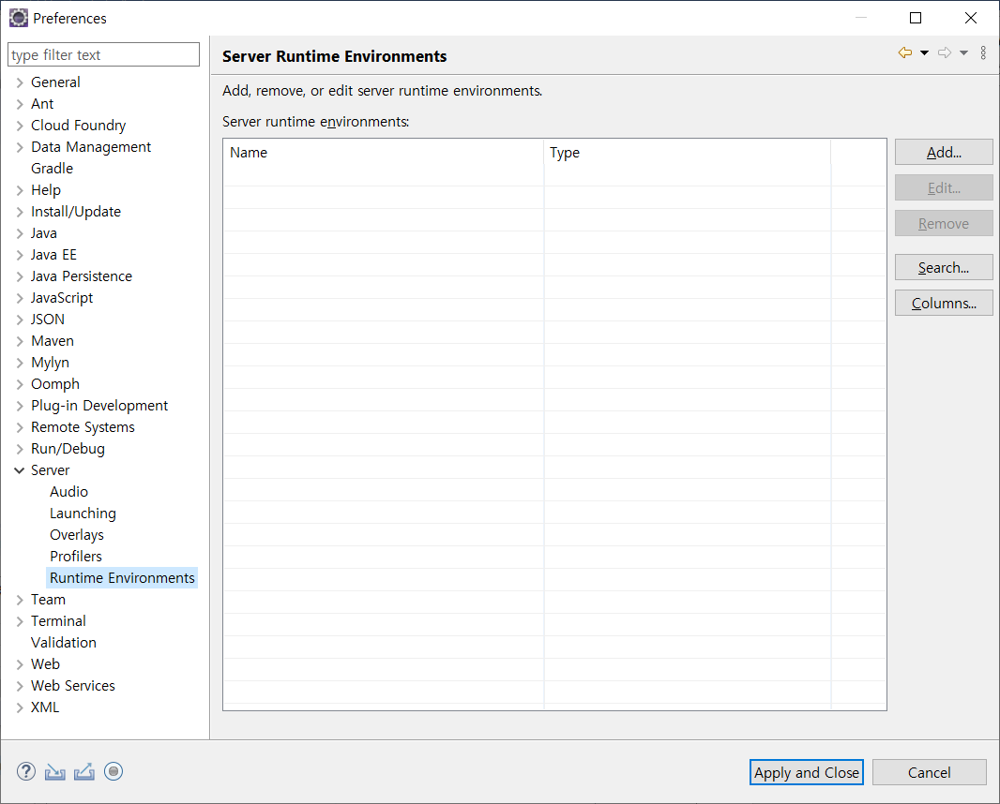 Preferences
type filter text
General
Ant
Cloud Foundry
Data Management
Gradle
Help
Install/Update
Java
Java EE
Java Persistence
JavaScript
JSON
Maven
Mylyn
Oomph
Plug-in Development
Remote Systems
Run/Debug
Server
Audio
Launching
Overlays
Profilers
Runtime Environments
Team
Terminal
Validation
Web
Web Services
XML
Server Runtime Environments
Add, remove, or edit server runtime environments.
Server runtime environments:
Name Type
Add...
Edit...
Remove
Search...
Columns...
Apply and Close Cancel